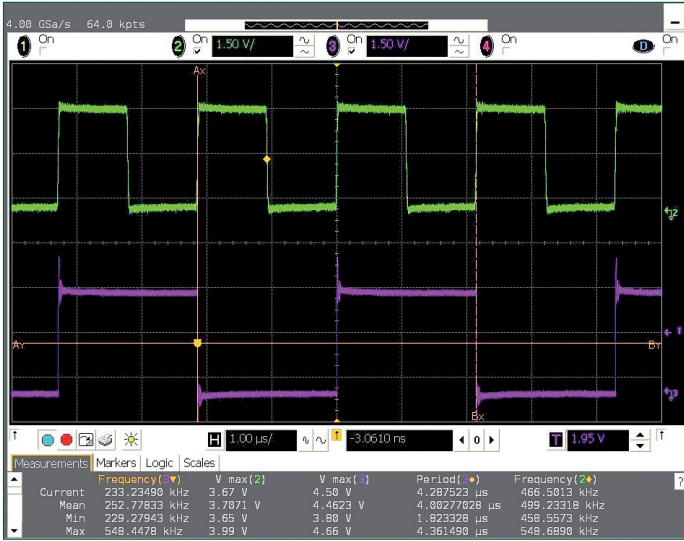 4.00 GSa/s 64.0 kpts
1 On 2 On 1.50 V/ 3 On 1.50 V/ 4 On D On
Ax
2
T
AY BY
3
Bx
H 1.00 µs/ -3.0610 ns 0 T 1.95 V
Measurements Markers Logic Scales
Frequency(3▼) V max(2) V max(3) Period(3◆) Frequency(2◆) ?
Current 233.23490 kHz 3.67 V 4.50 V 4.287523 µs 466.5013 kHz
Mean 252.77833 kHz 3.7071 V 4.4623 V 4.00277028 µs 499.23318 kHz
Min 229.27943 kHz 3.65 V 3.80 V 1.823328 µs 458.5573 kHz
Max 548.4478 kHz 3.99 V 4.66 V 4.361490 µs 548.6890 kHz